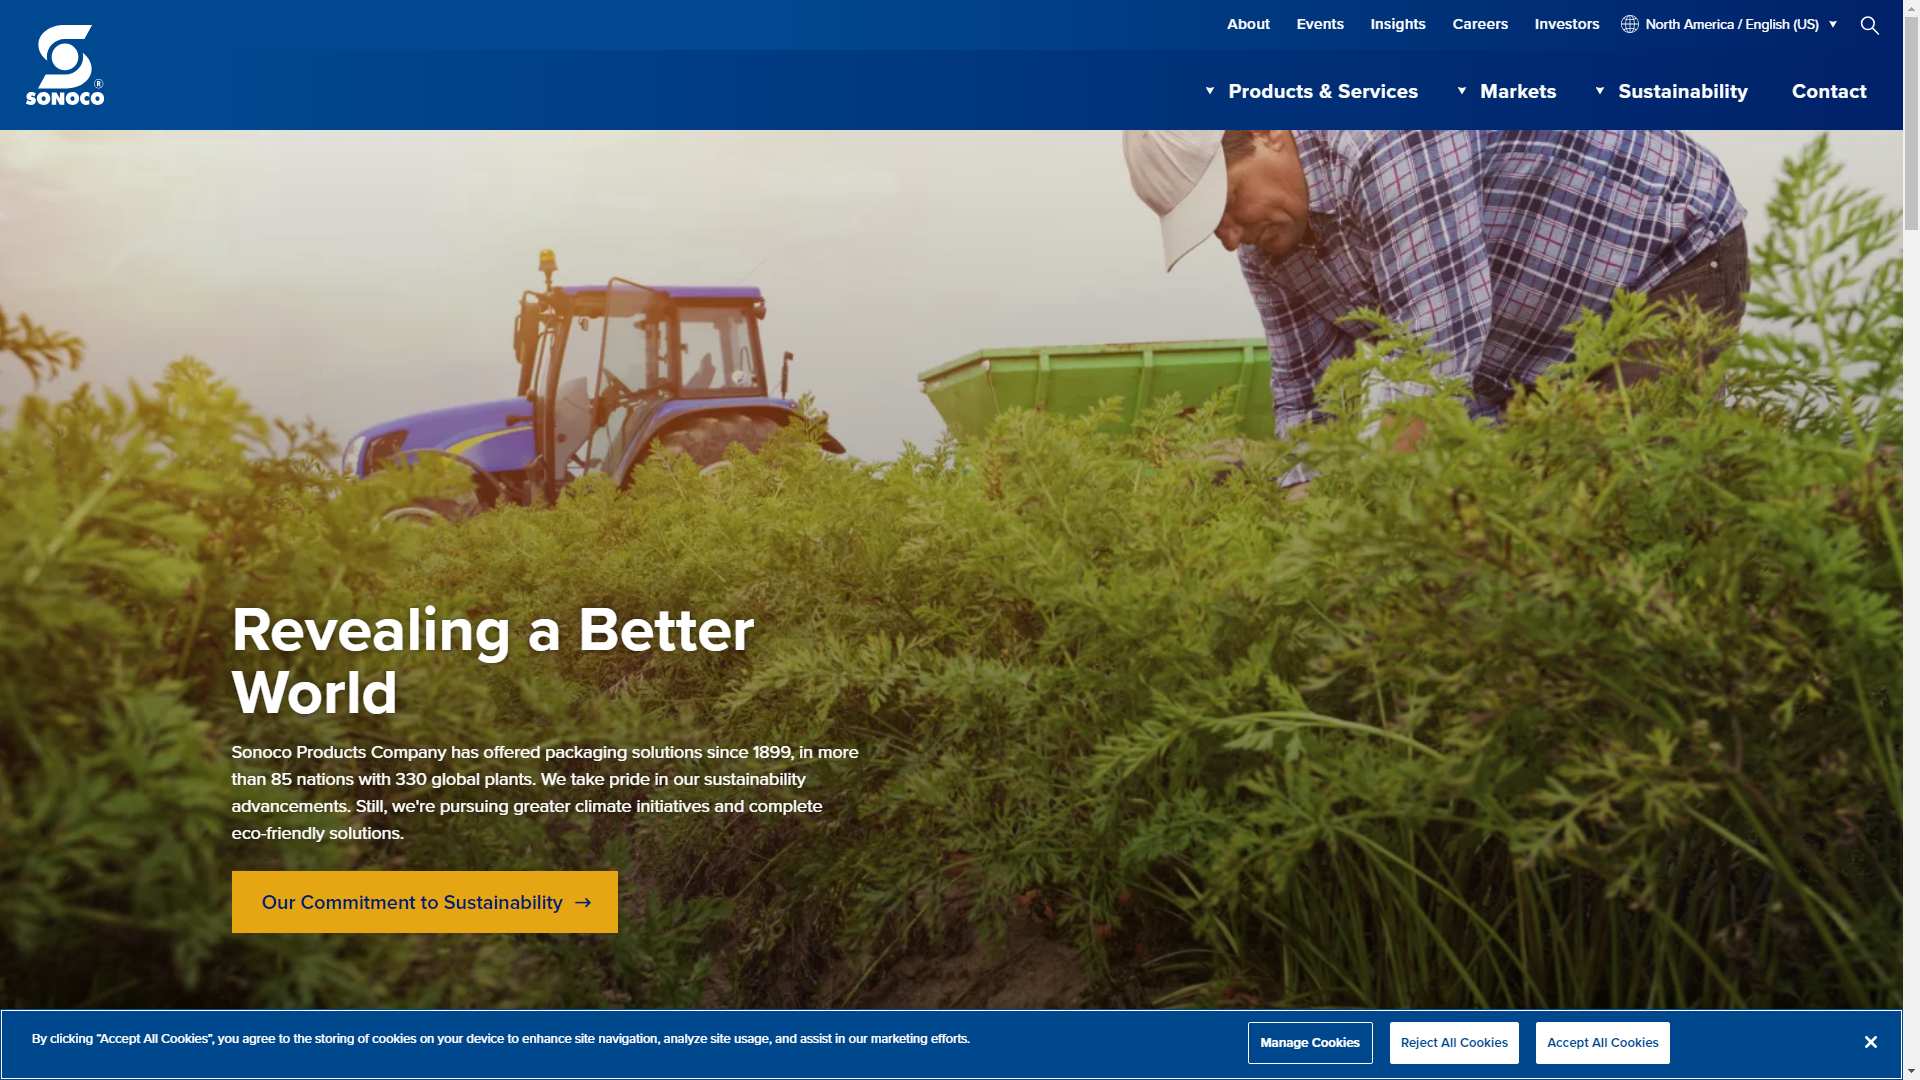 About Events Insights Careers Investors North America / English (US)
SONOCO
Products & Services Markets Sustainability Contact
Revealing a Better
World
Sonoco Products Company has offered packaging solutions since 1899, in more
than 85 nations with 330 global plants. We take pride in our sustainability
advancements. Still, we're pursuing greater climate initiatives and complete
eco-friendly solutions.
Our Commitment to Sustainability →
By clicking “Accept All Cookies”, you agree to the storing of cookies on your device to enhance site navigation, analyze site usage, and assist in our marketing efforts.
Manage Cookies Reject All Cookies Accept All Cookies